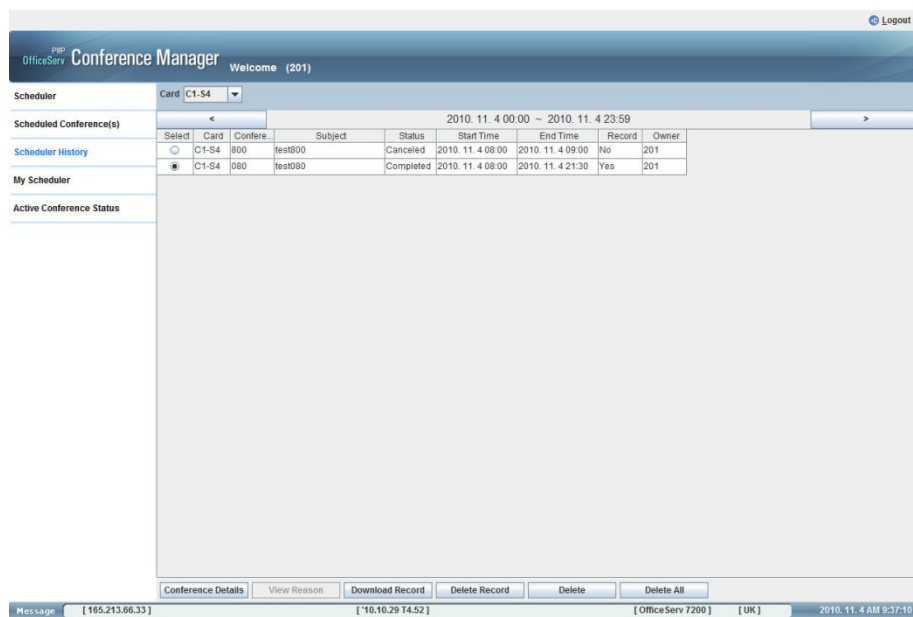 Logout
PWP
OfficeServ Conference Manager Welcome (201)
Scheduler
Scheduled Conference(s)
Scheduler History
My Scheduler
Active Conference Status
Card C1-S4
< 2010. 11. 4 00:00 ~ 2010. 11. 4 23:59 >
Select Card Confere... Subject Status Start Time End Time Record Owner
C1-S4 800 test800 Canceled 2010. 11. 4 08:00 2010. 11. 4 09:00 No 201
C1-S4 080 test080 Completed 2010. 11. 4 08:00 2010. 11. 4 21:30 Yes 201
Conference Details View Reason Download Record Delete Record Delete Delete All
Message [ 165.213.66.33 ] [ '10.10.29 T4.52 ] [ OfficeServ 7200 ] [ UK ] 2010. 11. 4 AM 9:37:10